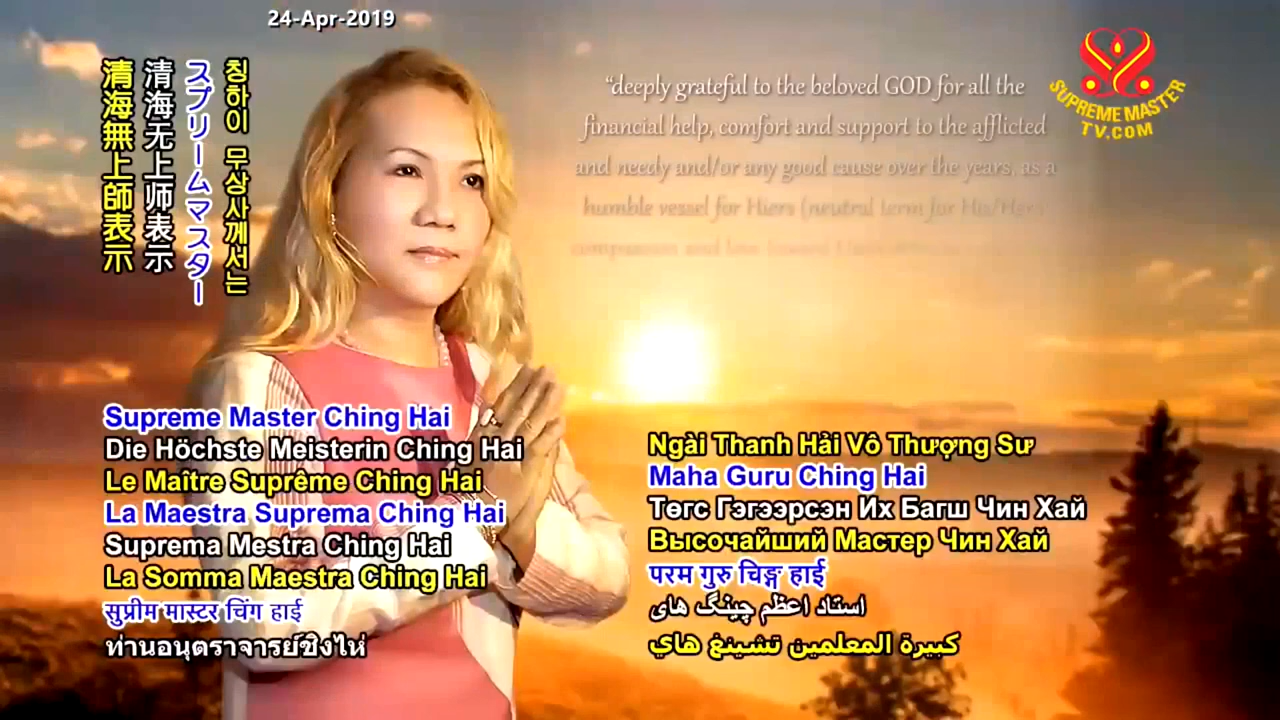 24-Apr-2019
清海無上師表示
清海无上师表示
スプリームマスター
칭하이 무상사께서는
“deeply grateful to the beloved GOD for all the
financial help, comfort and support to the afflicted
and needy and/or any good cause over the years, as a
humble vessel for Hiers (neutral term for His/Hers)
compassion and love toward
SUPREME MASTER
TV.COM
Supreme Master Ching Hai
Die Höchste Meisterin Ching Hai
Le Maître Suprême Ching Hai
La Maestra Suprema Ching Hai
Suprema Mestra Ching Hai
La Somma Maestra Ching Hai
सुप्रीम मास्टर चिंग हाई
ท่านอนุตราจารย์ชิงไห่
Ngài Thanh Hải Vô Thượng Sư
Maha Guru Ching Hai
Төгс Гэгээрсэн Их Багш Чин Хай
Высочайший Мастер Чин Хай
परम गुरु चिङ्ग हाई
استاد اعظم چینگ های
كبيرة المعلمين تشينغ هاي